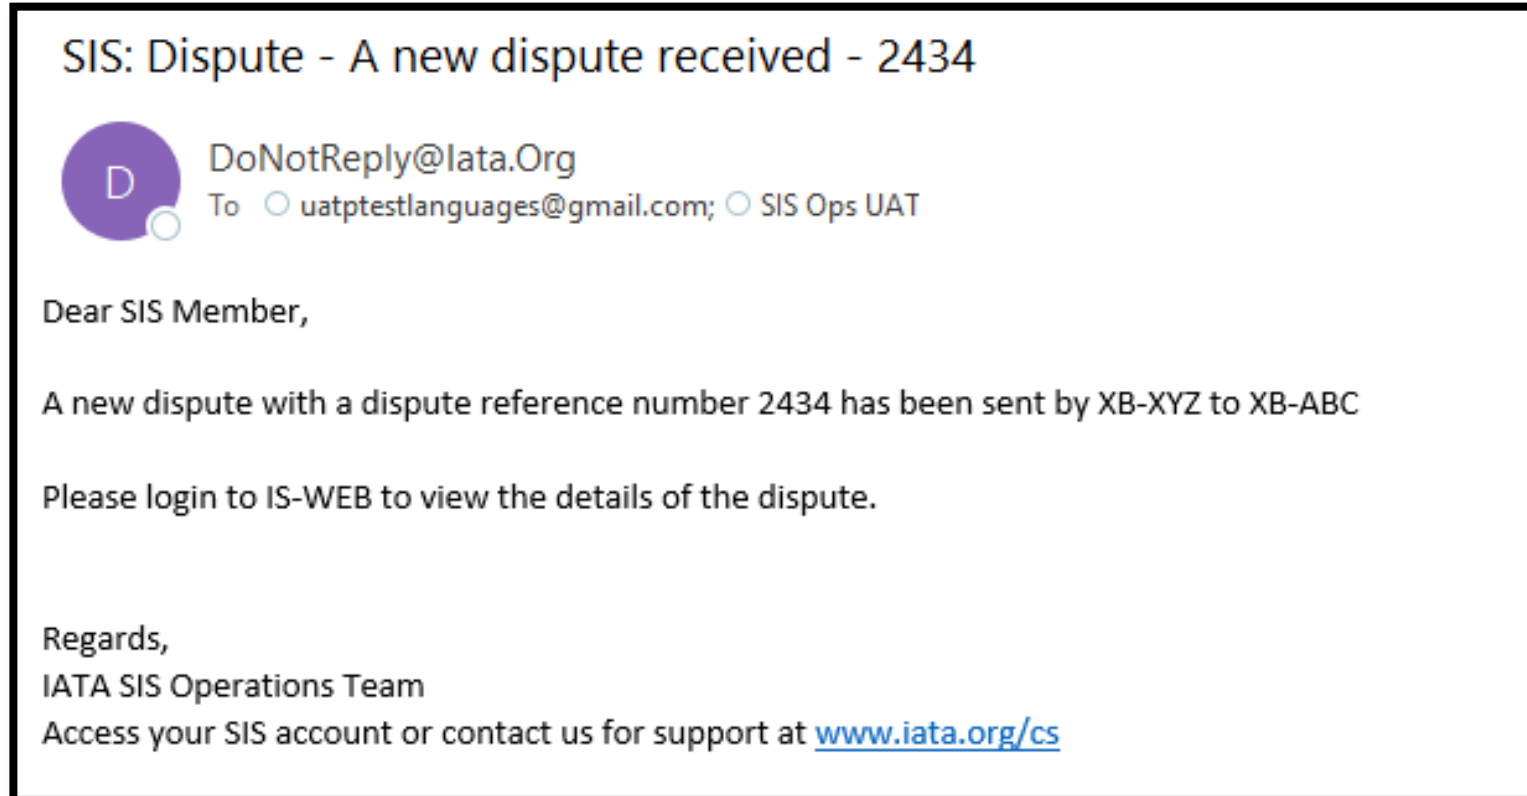 SIS: Dispute - A new dispute received - 2434
D
DoNotReply@Iata.Org
To uatptestlanguages@gmail.com; SIS Ops UAT
Dear SIS Member,
A new dispute with a dispute reference number 2434 has been sent by XB-XYZ to XB-ABC
Please login to IS-WEB to view the details of the dispute.
Regards,
IATA SIS Operations Team
Access your SIS account or contact us for support at www.iata.org/cs